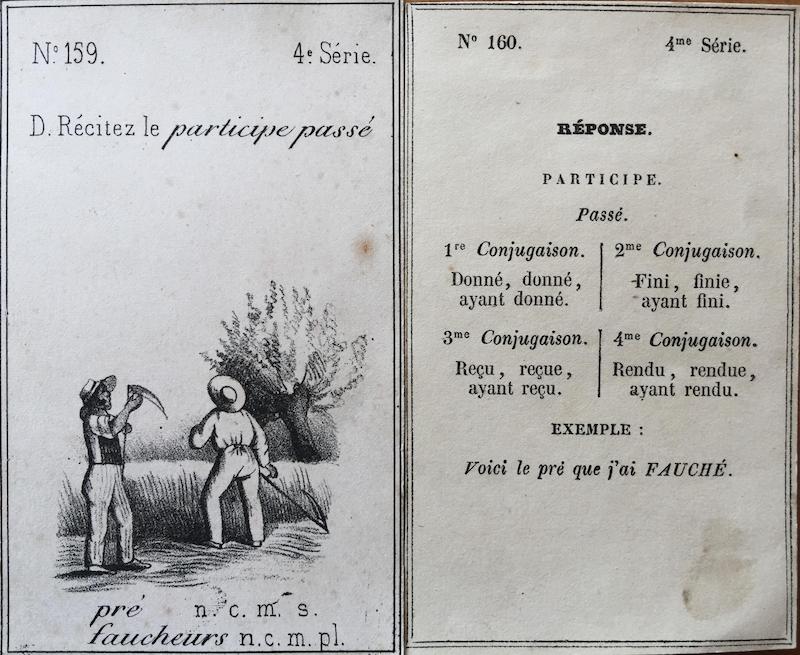 N.º 159. 4.e Série.
D. Récitez le participe passé
pré n. c. m. s.
faucheurs n.c.m.pl.
Nº 160. 4me Série.
RÉPONSE.
PARTICIPE.
Passé.
1re Conjugaison. 2me Conjugaison.
Donné, donné, Fini, finie,
ayant donné. ayant fini.
3me Conjugaison. 4me Conjugaison.
Reçu, reçue, Rendu, rendue,
ayant reçu. ayant rendu.
EXEMPLE :
Voici le pré que j'ai FAUCHÉ.